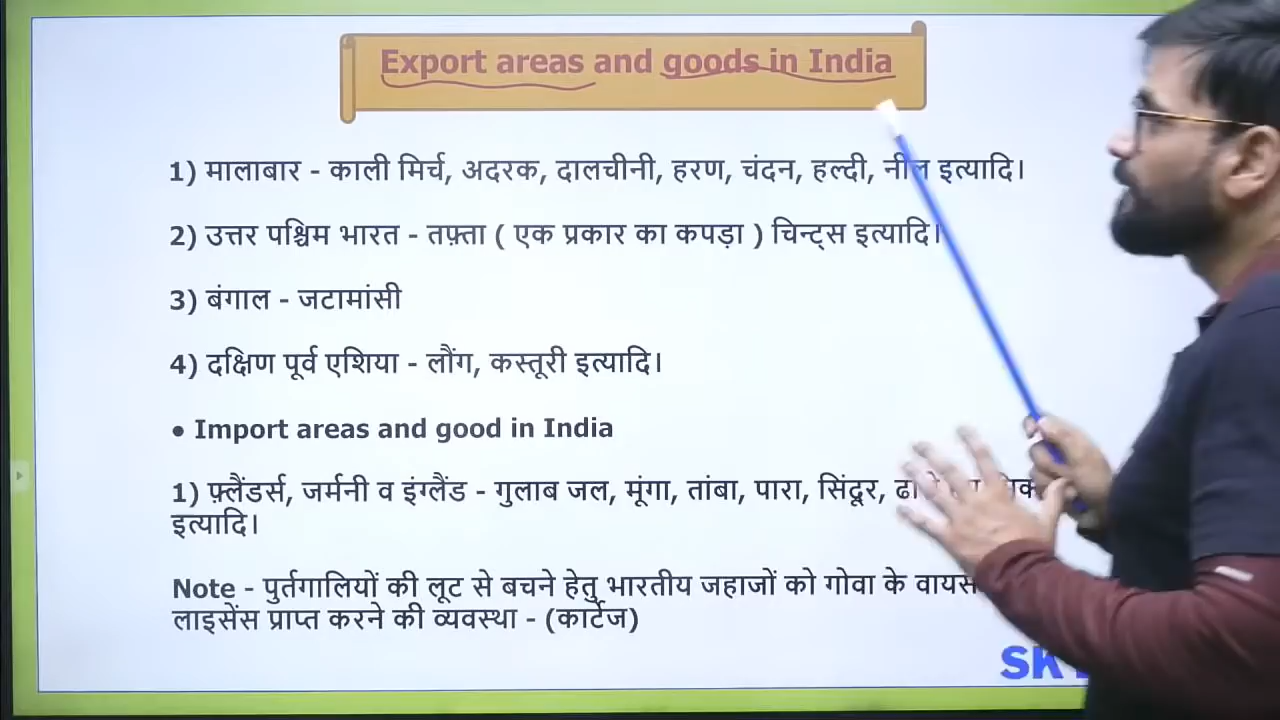 Export areas and goods in India
1) मालाबार - काली मिर्च, अदरक, दालचीनी, हरण, चंदन, हल्दी, नील इत्यादि।
2) उत्तर पश्चिम भारत - तफ़्ता ( एक प्रकार का कपड़ा ) चिन्ट्स इत्यादि।
3) बंगाल - जटामांसी
4) दक्षिण पूर्व एशिया - लौंग, कस्तूरी इत्यादि।
● Import areas and good in India
1) फ़्लैंडर्स, जर्मनी व इंग्लैंड - गुलाब जल, मूंगा, तांबा, पारा, सिंदूर,
इत्यादि।
Note - पुर्तगालियों की लूट से बचने हेतु भारतीय जहाजों को गोवा के
लाइसेंस प्राप्त करने की व्यवस्था - (कार्टेज)